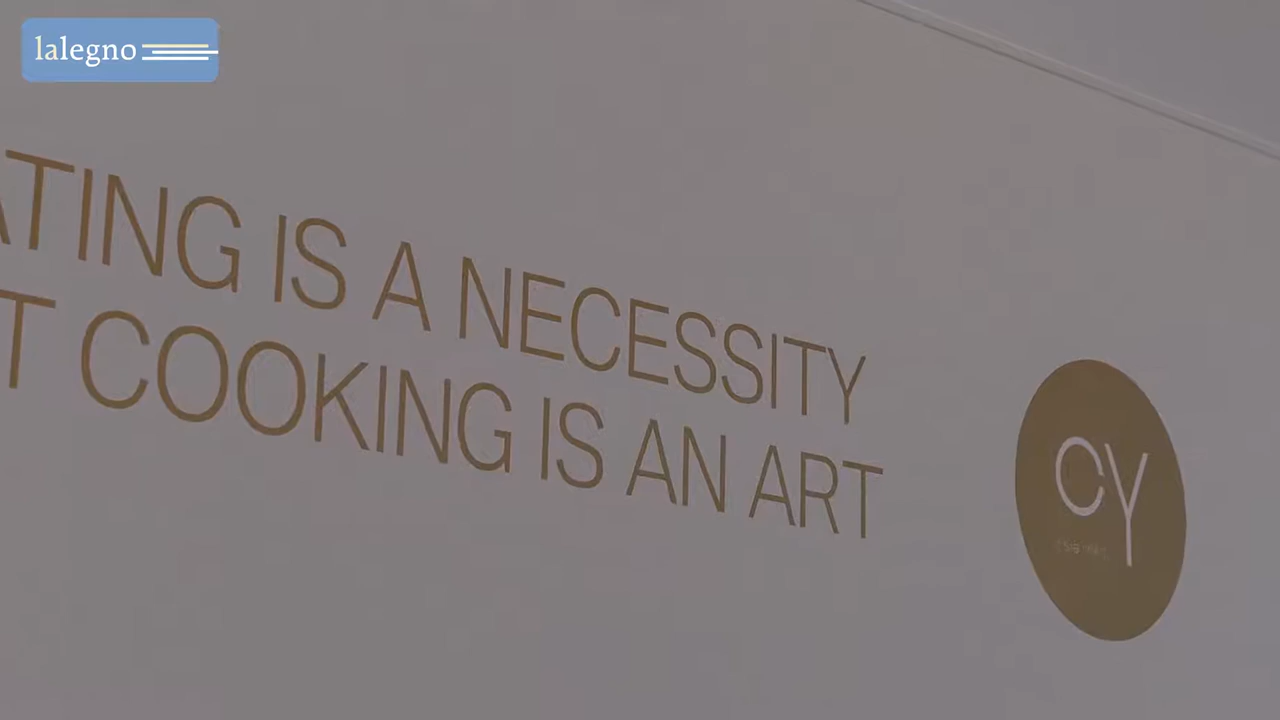 lalegno
ATING IS A NECESSITY
T COOKING IS AN ART
CY